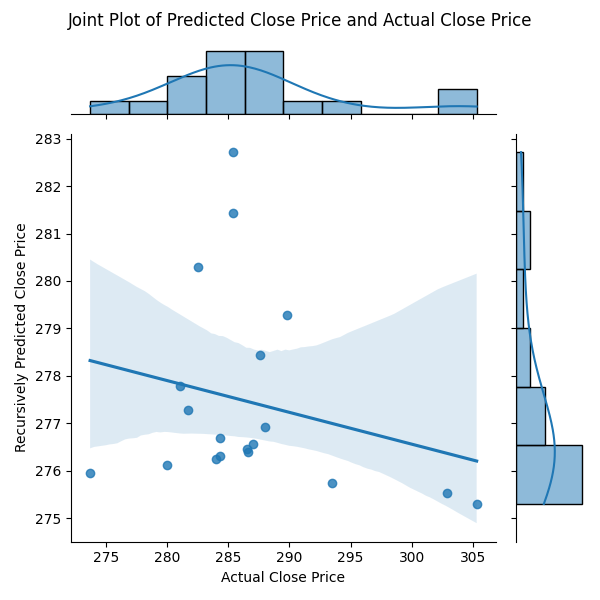 Joint Plot of Predicted Close Price and Actual Close Price
283
282
281
280
279
278
277
276
275
Recursively Predicted Close Price
275 280 285 290 295 300 305
Actual Close Price